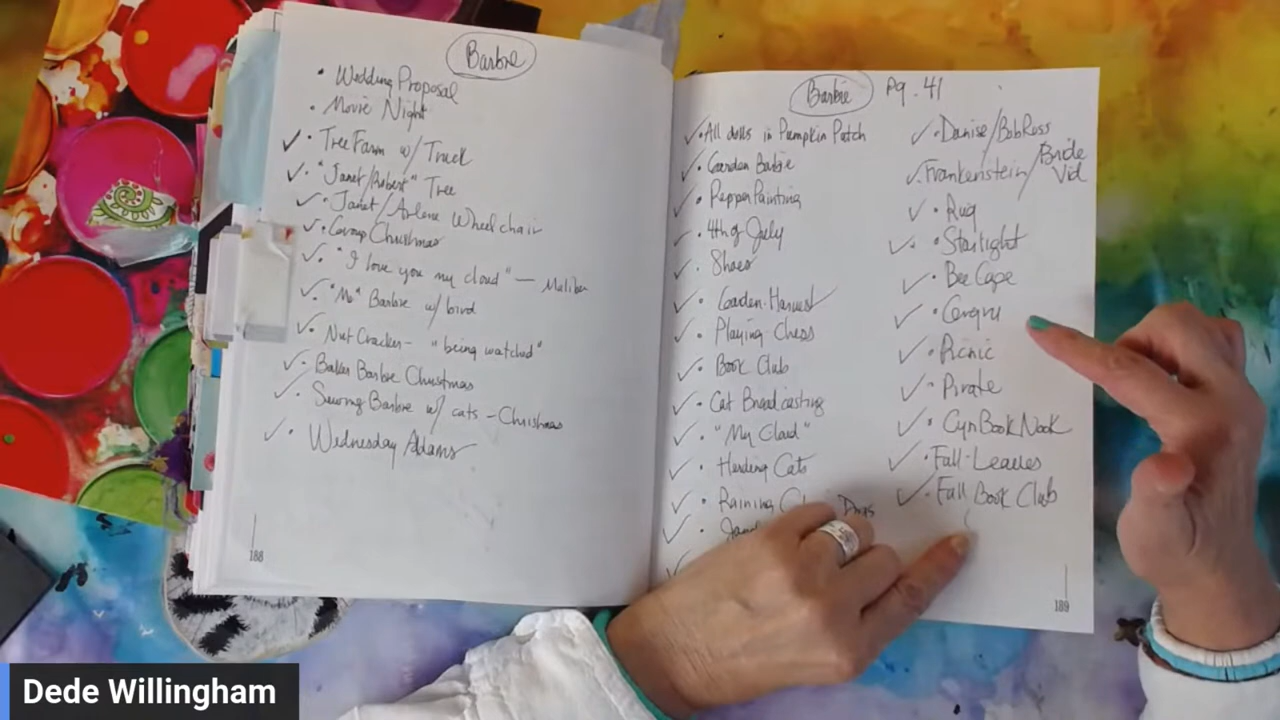 Barbie
• Wedding Proposal
• Movie Night
✓ • Tree Farm w/ Truck
✓ • "Janet/Robert" Tree
✓ • Janet/Arlene Wheelchair
✓ • Group Christmas
✓ • "I love you my cloud" — Malibu
✓ • "Me" Barbie w/ bird
✓ • Nut Cracker - "being watched"
✓ • Baker Barbie Christmas
✓ • Sewing Barbie w/ cats - Christmas
✓ • Wednesday Adams
188
Barbie Pg. 41
✓ • All dolls in Pumpkin Patch
✓ • Garden Barbie
✓ • Pepper Painting
✓ • 4th of July
✓ • Shoes
✓ • Garden-Harvest
✓ • Playing Chess
✓ • Book Club
✓ • Cat Broadcasting
✓ • "My Cloud"
✓ • Herding Cats
✓ • Raining Dogs
✓ • Denise/Bob Ross
✓ • Frankenstein/Bride Vid
✓ • Rug
✓ • Starlight
✓ • Bee Cape
✓ •
✓ • Picnic
✓ • Pirate
✓ • Cyn Book Nook
✓ • Fall-Leaves
✓ • Fall Book Club
189
Dede Willingham